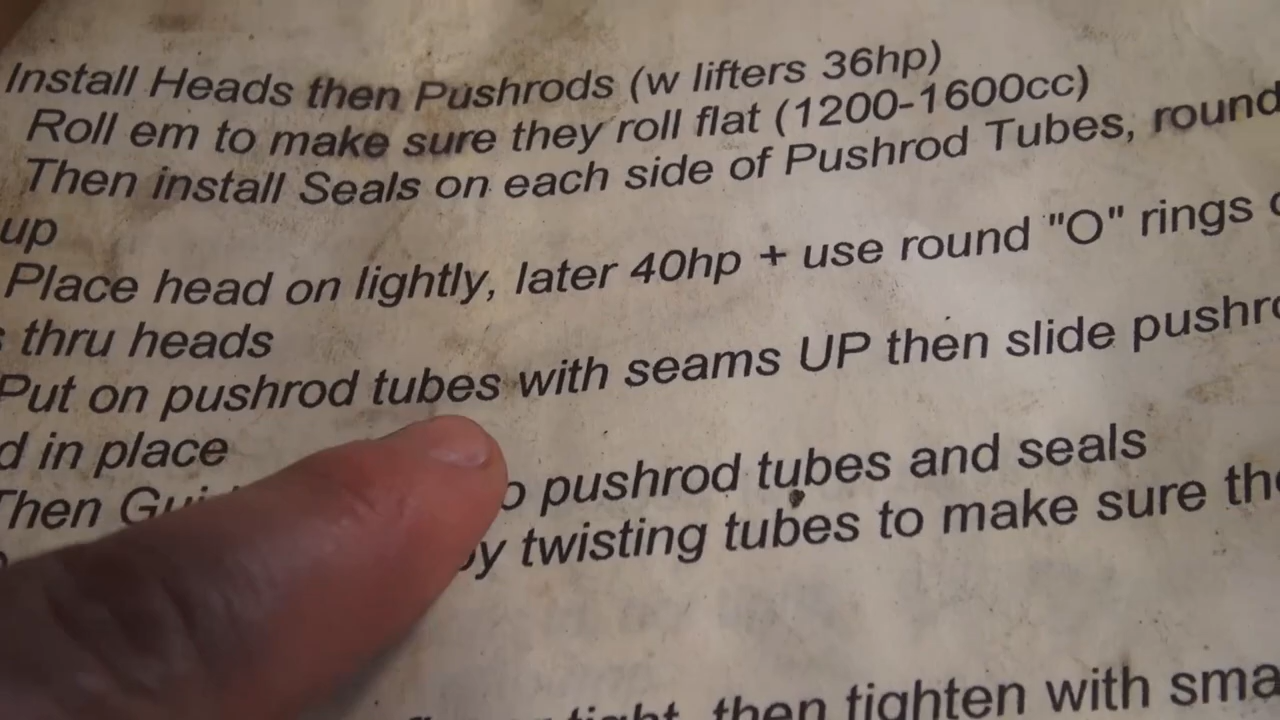 Install Heads then Pushrods (w lifters 36hp)
Roll em to make sure they roll flat (1200-1600cc)
Then install Seals on each side of Pushrod Tubes, round
up
Place head on lightly, later 40hp + use round "O" rings
thru heads
Put on pushrod tubes with seams UP then slide
in place
Then pushrod tubes and seals
twisting tubes to make sure
then tighten with